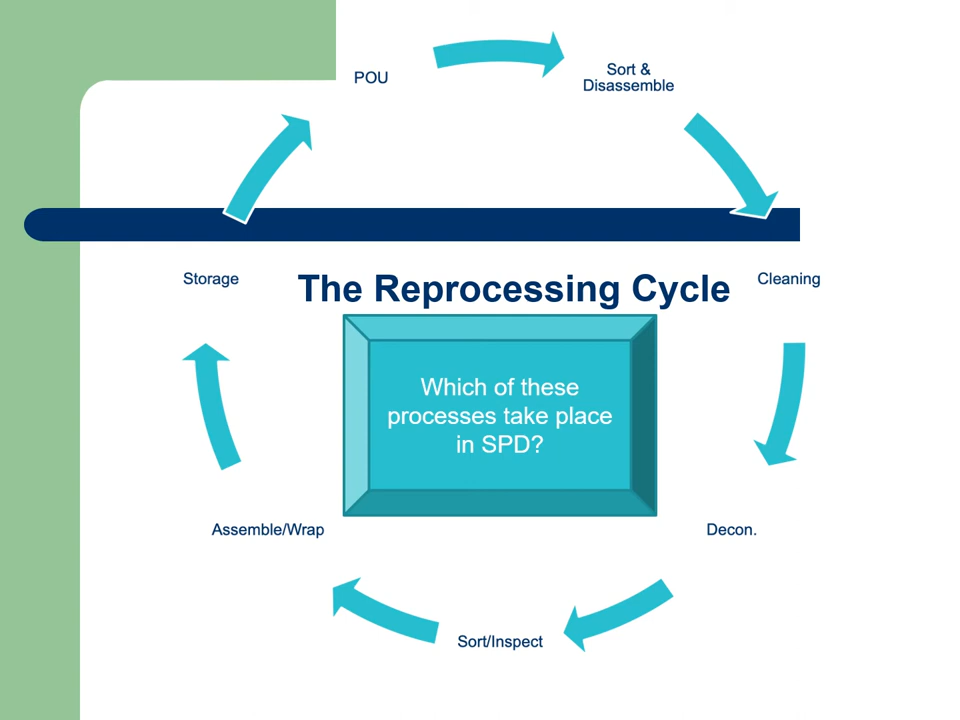 POU
Sort &
Disassemble
Storage
The Reprocessing Cycle
Cleaning
Which of these
processes take place
in SPD?
Assemble/Wrap
Decon.
Sort/Inspect